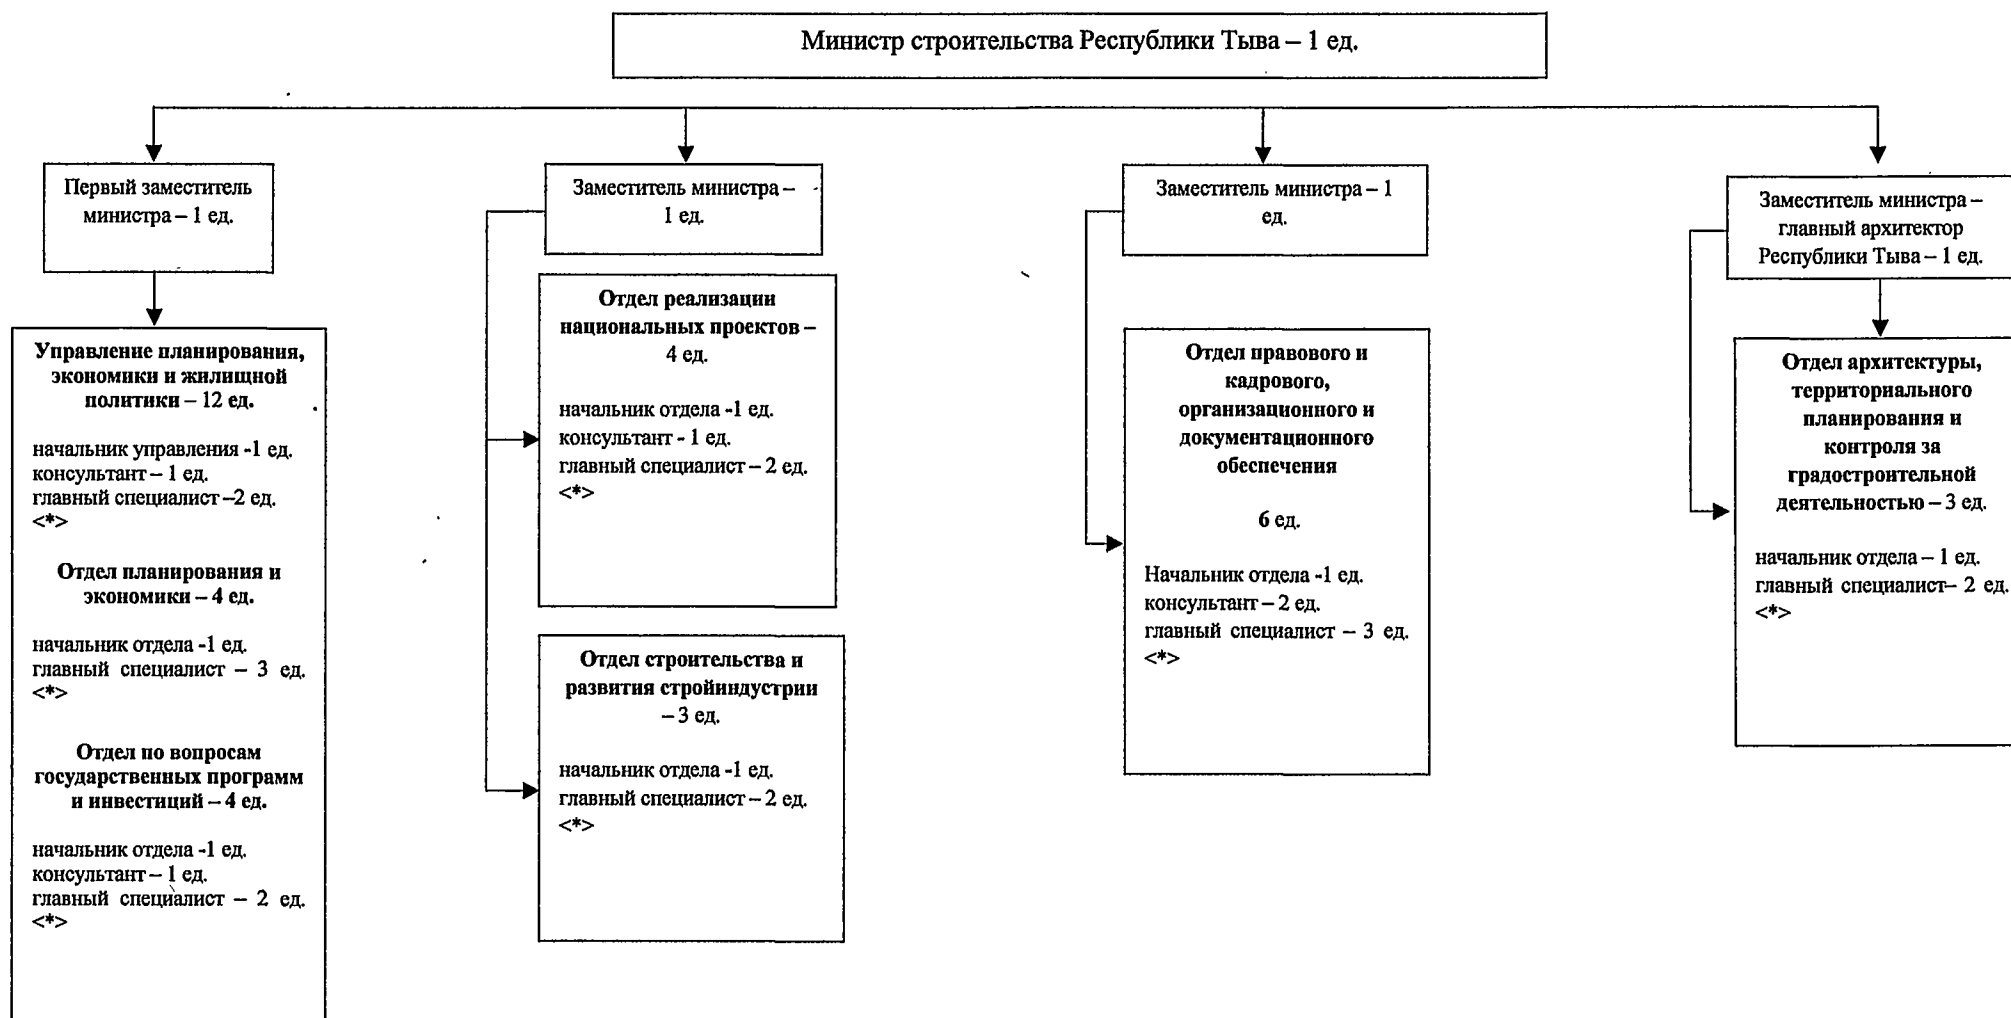 Министр строительства Республики Тыва – 1 ед.
Первый заместитель
министра – 1 ед.
Управление планирования,
экономики и жилищной
политики – 12 ед.
начальник управления -1 ед.
консультант – 1 ед.
главный специалист –2 ед.
<*>
Отдел планирования и
экономики – 4 ед.
начальник отдела -1 ед.
главный специалист – 3 ед.
<*>
Отдел по вопросам
государственных программ
и инвестиций – 4 ед.
начальник отдела -1 ед.
консультант – 1 ед.
главный специалист – 2 ед.
<*>
Заместитель министра –
1 ед.
Отдел реализации
национальных проектов –
4 ед.
начальник отдела -1 ед.
консультант - 1 ед.
главный специалист – 2 ед.
<*>
Отдел строительства и
развития стройиндустрии
– 3 ед.
начальник отдела -1 ед.
главный специалист – 2 ед.
<*>
Заместитель министра – 1
ед.
Отдел правового и
кадрового,
организационного и
документационного
обеспечения
6 ед.
Начальник отдела -1 ед.
консультант – 2 ед.
главный специалист – 3 ед.
<*>
Заместитель министра –
главный архитектор
Республики Тыва – 1 ед.
Отдел архитектуры,
территориального
планирования и
контроля за
градостроительной
деятельностью – 3 ед.
начальник отдела – 1 ед.
главный специалист– 2 ед.
<*>